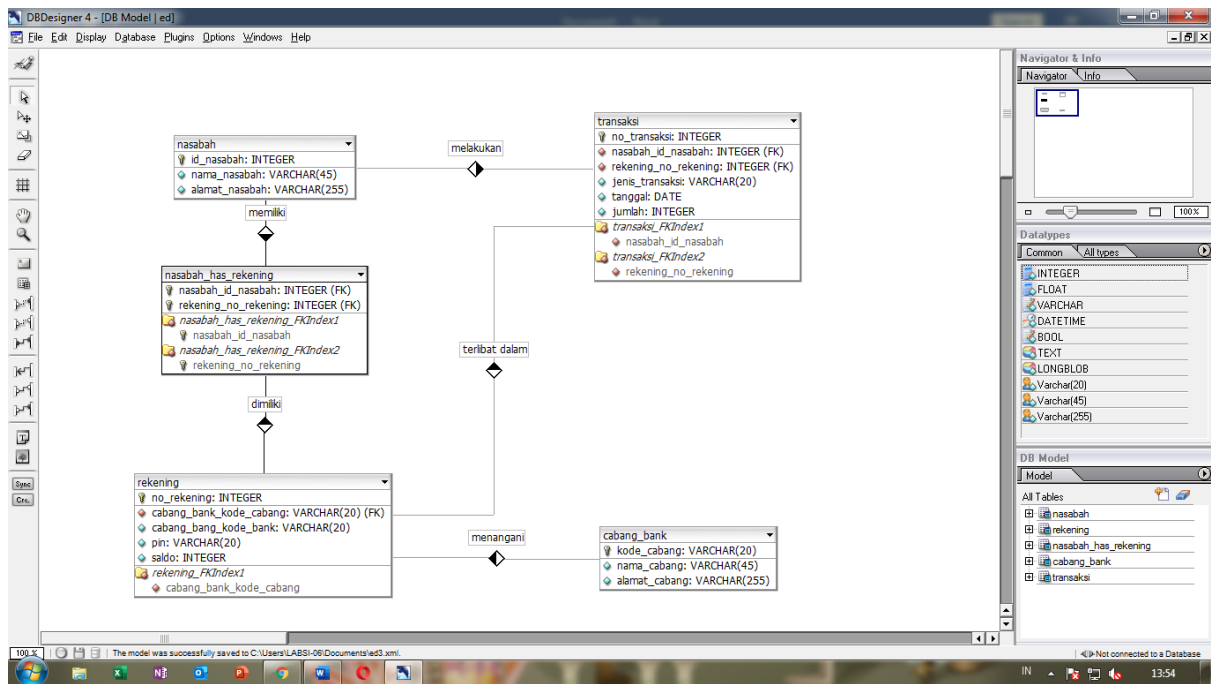 DBDesigner 4 - [DB Model | ed]
File Edit Display Database Plugins Options Windows Help
nasabah
id_nasabah: INTEGER
nama_nasabah: VARCHAR(45)
alamat_nasabah: VARCHAR(255)
melakukan
transaksi
no_transaksi: INTEGER
nasabah_id_nasabah: INTEGER (FK)
rekening_no_rekening: INTEGER (FK)
jenis_transaksi: VARCHAR(20)
tanggal: DATE
jumlah: INTEGER
transaksi_FKIndex1
nasabah_id_nasabah
transaksi_FKIndex2
rekening_no_rekening
memiliki
nasabah_has_rekening
nasabah_id_nasabah: INTEGER (FK)
rekening_no_rekening: INTEGER (FK)
nasabah_has_rekening_FKIndex1
nasabah_id_nasabah
nasabah_has_rekening_FKIndex2
rekening_no_rekening
terlibat dalam
dimiliki
rekening
no_rekening: INTEGER
cabang_bank_kode_cabang: VARCHAR(20) (FK)
cabang_bang_kode_bank: VARCHAR(20)
pin: VARCHAR(20)
saldo: INTEGER
rekening_FKIndex1
cabang_bank_kode_cabang
menangani
cabang_bank
kode_cabang: VARCHAR(20)
nama_cabang: VARCHAR(45)
alamat_cabang: VARCHAR(255)
Navigator & Info
Navigator Info
100%
Datatypes
Common All types
INTEGER
FLOAT
VARCHAR
DATETIME
BOOL
TEXT
LONGBLOB
Varchar(20)
Varchar(45)
Varchar(255)
DB Model
Model
All Tables
nasabah
rekening
nasabah_has_rekening
cabang_bank
transaksi
Sync
100 % The model was successfully saved to C:\Users\LABSI-06\Documents\ed3.xml.
Not connected to a Database
IN 13:54